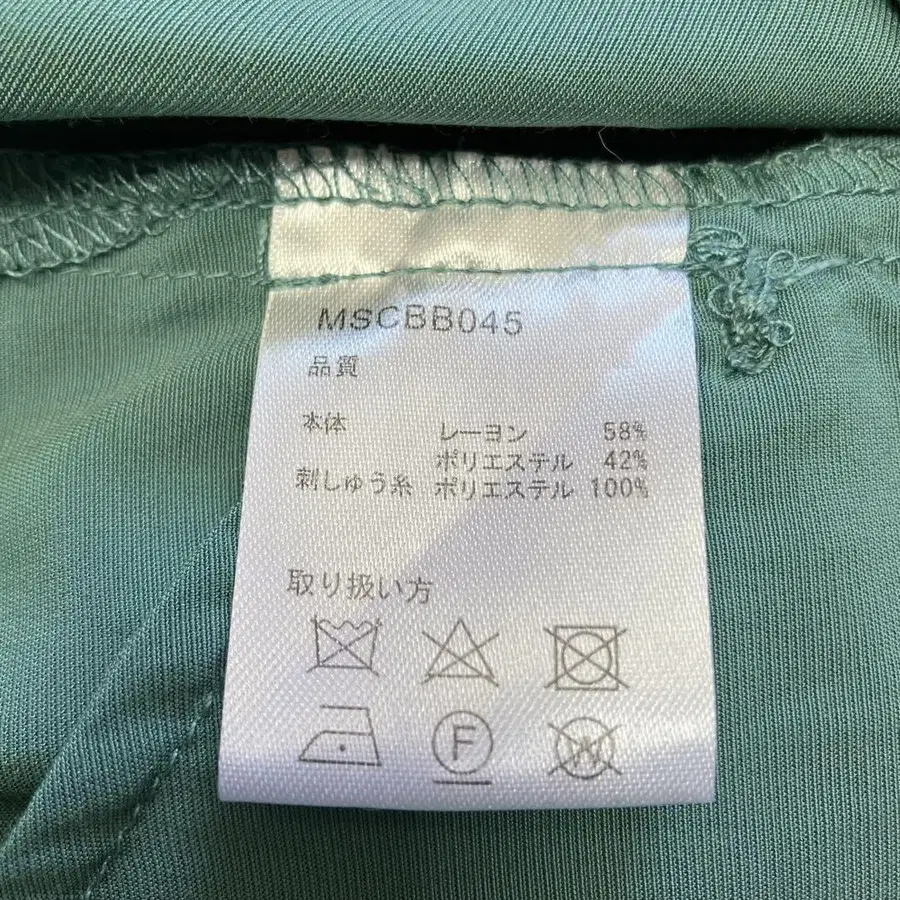 MSCBB045
品質
本体 レーヨン 58%
ポリエステル 42%
刺しゅう糸 ポリエステル 100%
取り扱い方
F
W